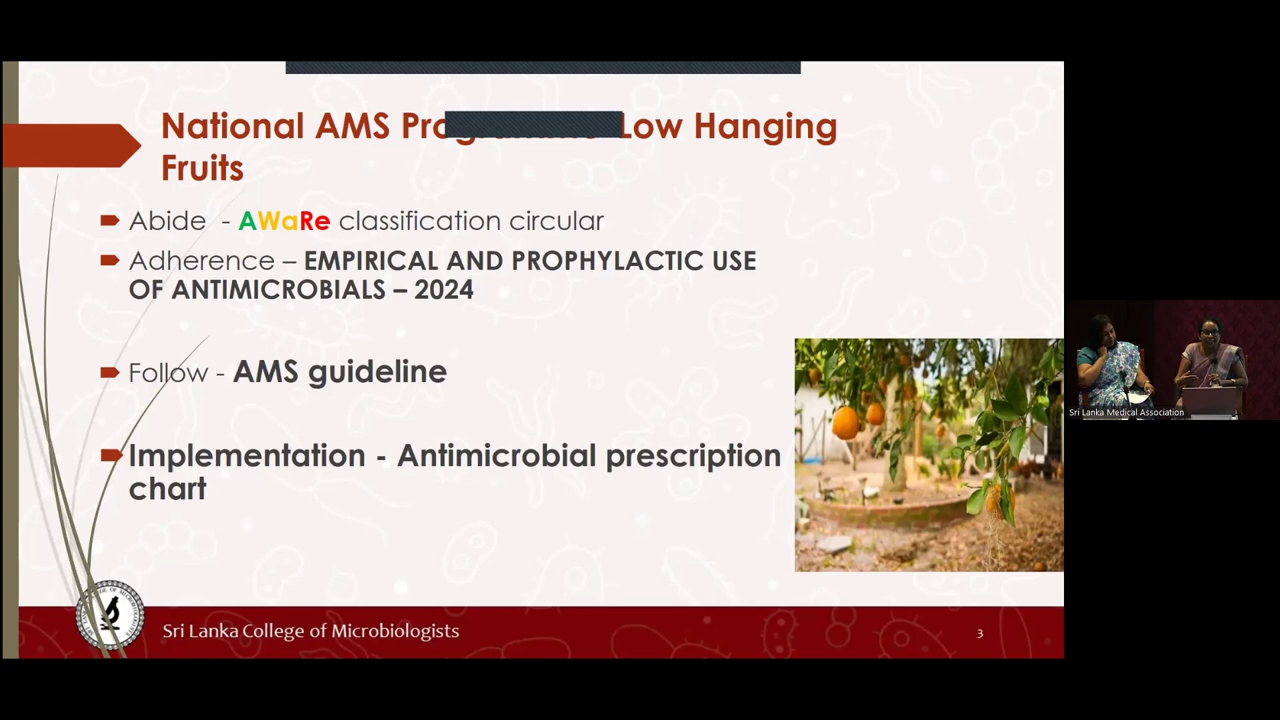 National AMS Programme Low Hanging
Fruits
Abide - AWaRe classification circular
Adherence – EMPIRICAL AND PROPHYLACTIC USE
OF ANTIMICROBIALS – 2024
Follow - AMS guideline
Implementation - Antimicrobial prescription
chart
Sri Lanka Medical Association
Sri Lanka College of Microbiologists
3